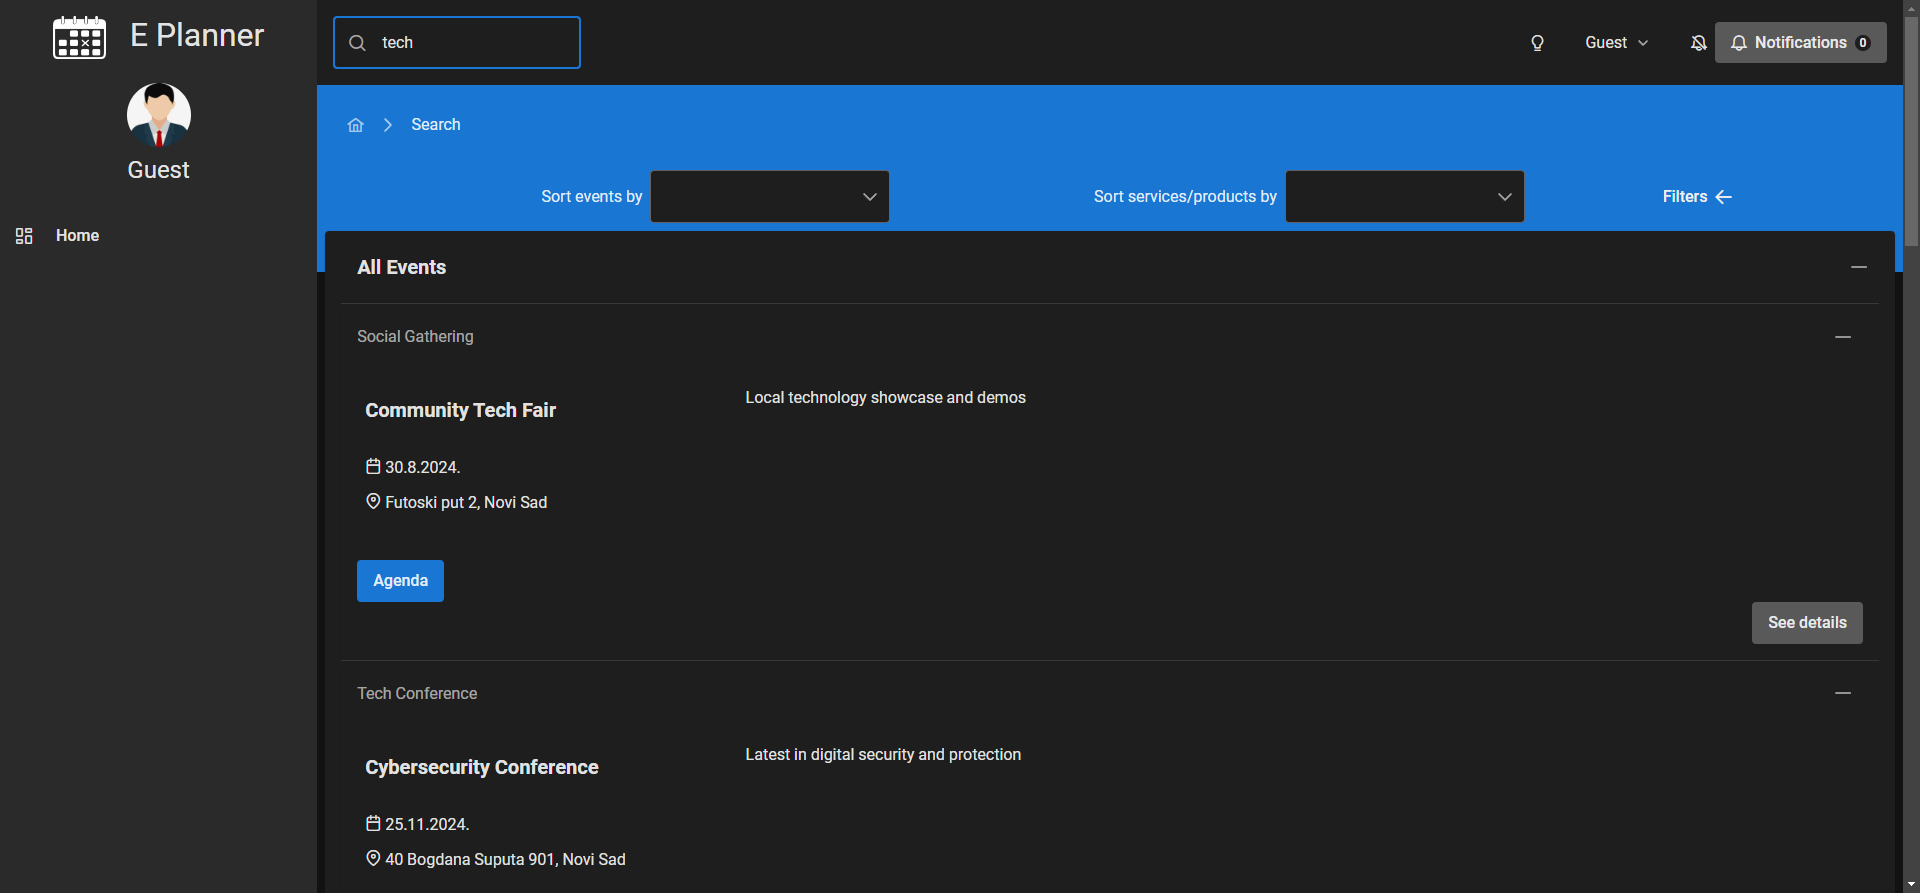 E Planner
Guest
Home
tech
Guest
Notifications 0
Search
Sort events by
Sort services/products by
Filters
All Events
Social Gathering
Community Tech Fair
Local technology showcase and demos
30.8.2024.
Futoski put 2, Novi Sad
Agenda
See details
Tech Conference
Cybersecurity Conference
Latest in digital security and protection
25.11.2024.
40 Bogdana Suputa 901, Novi Sad